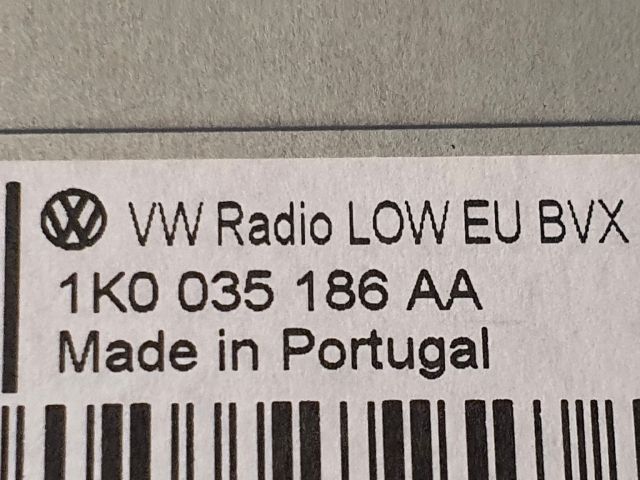 VW Radio LOW EU BVX
1K0 035 186 AA
Made in Portugal